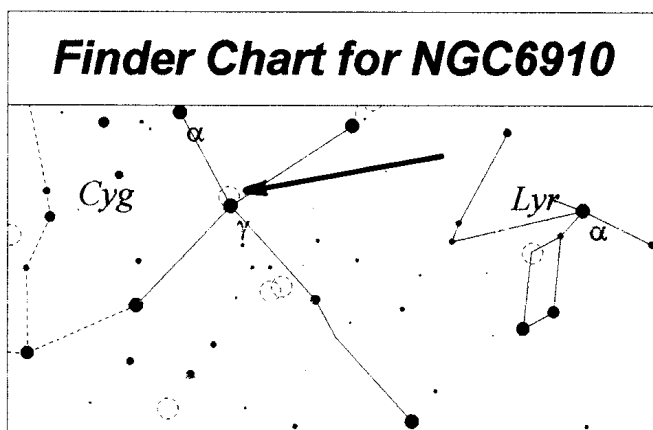 Finder Chart for NGC6910
α
Cyg
Lyr
γ
α